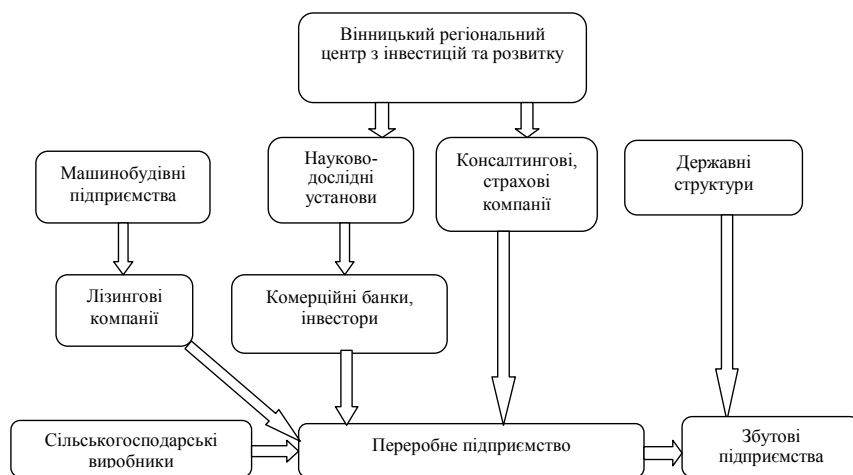 Вінницький регіональний
центр з інвестицій та розвитку
Машинобудівні
підприємства
Науково-
дослідні
установи
Консалтингові,
страхові
компанії
Державні
структури
Лізингові
компанії
Комерційні банки,
інвестори
Сільськогосподарські
виробники
Переробне підприємство
Збутові
підприємства